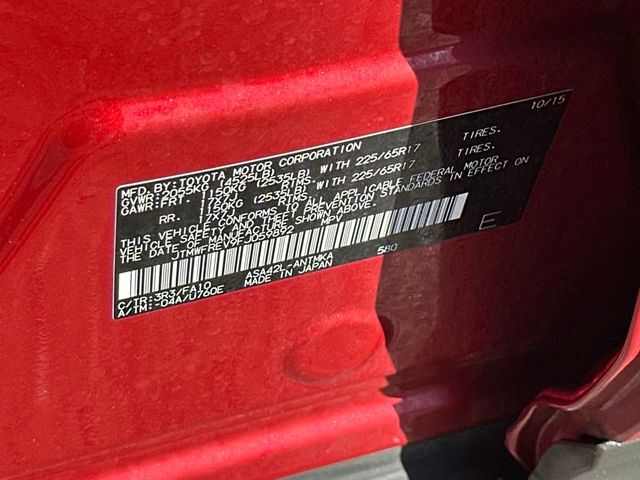 MFD.BY:TOYOTA MOTOR CORPORATION 10/15
GVWR:2055KG (4525LB)
GAWR:FRT. 1150KG (2535LB) WITH 225/65R17 TIRES.
17X7J RIMS.
RR. 1150KG (2535LB) WITH 225/65R17 TIRES.
17X7J RIMS.
THIS VEHICLE CONFORMS TO ALL APPLICABLE FEDERAL MOTOR
VEHICLE SAFETY STANDARDS IN EFFECT ON
THE DATE OF MANUFACTURE SHOWN ABOVE. E
JTMWFREV9FJ059892 MPV
580
C/TR:3R3/FA10 ASA42L-ANTMKA
A/TM:-04A/U760E MADE IN JAPAN